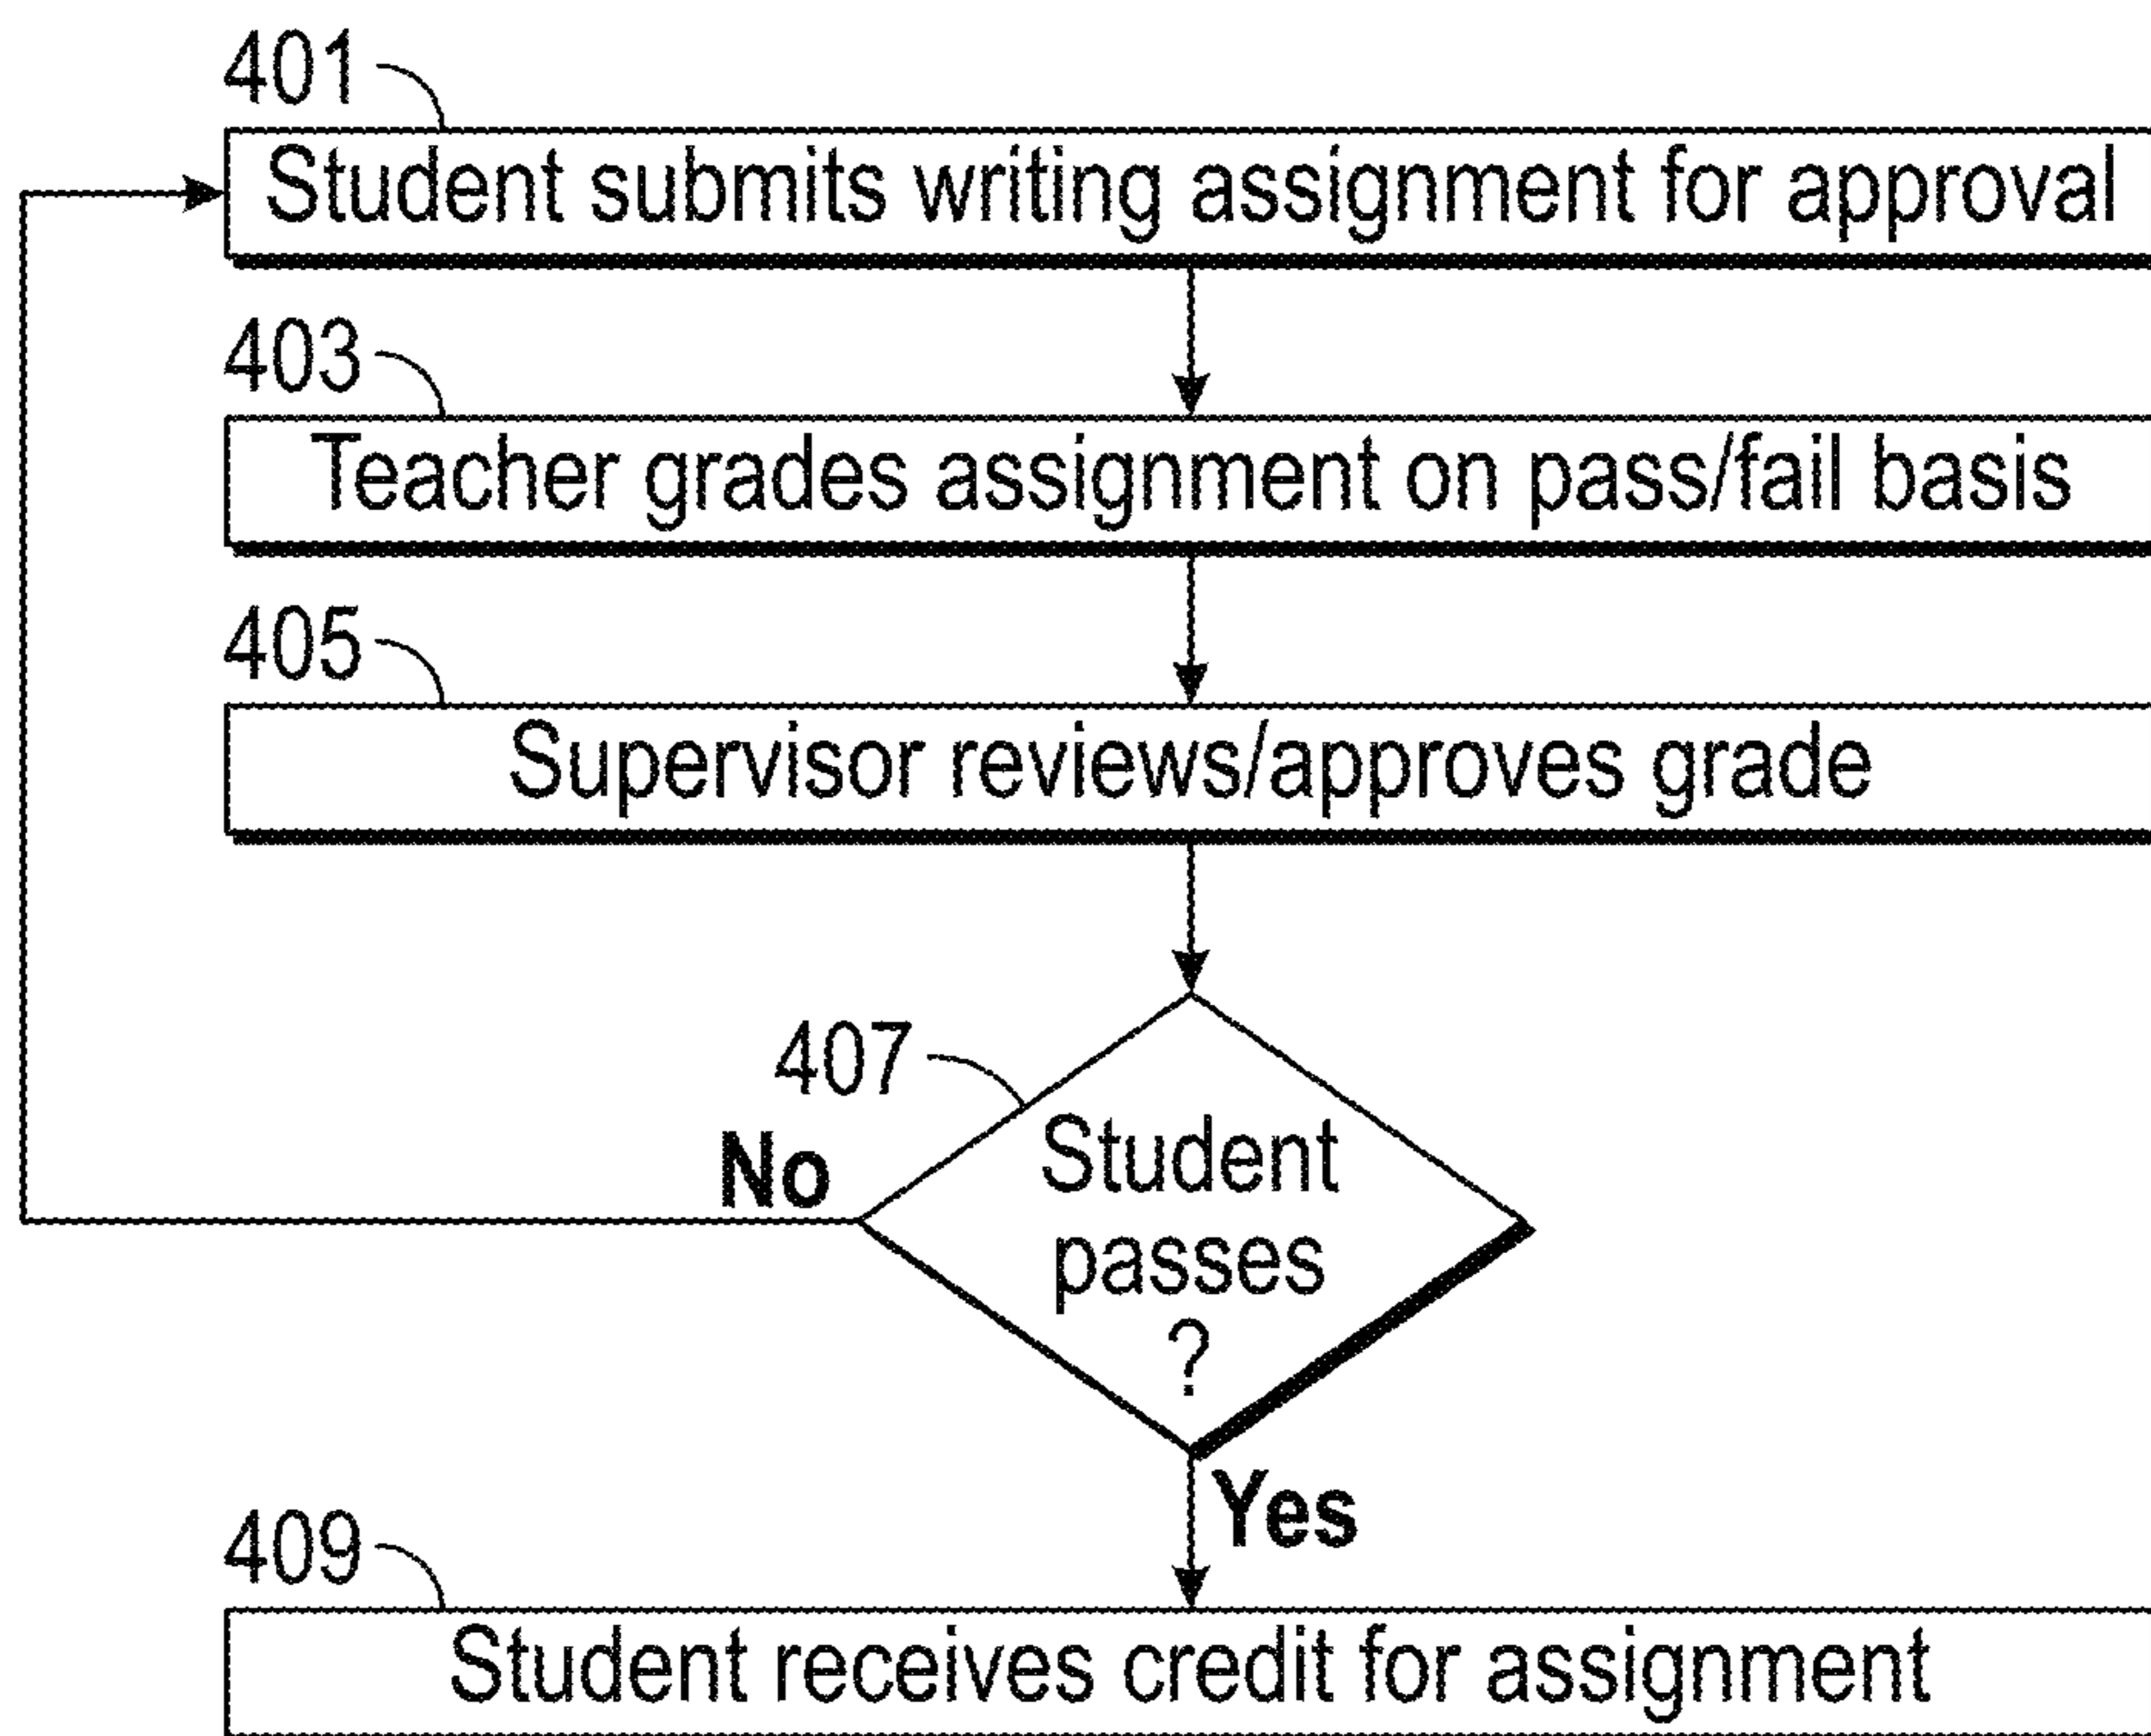 401
Student submits writing assignment for approval
403
Teacher grades assignment on pass/fail basis
405
Supervisor reviews/approves grade
407
No
Student
passes
?
Yes
409
Student receives credit for assignment